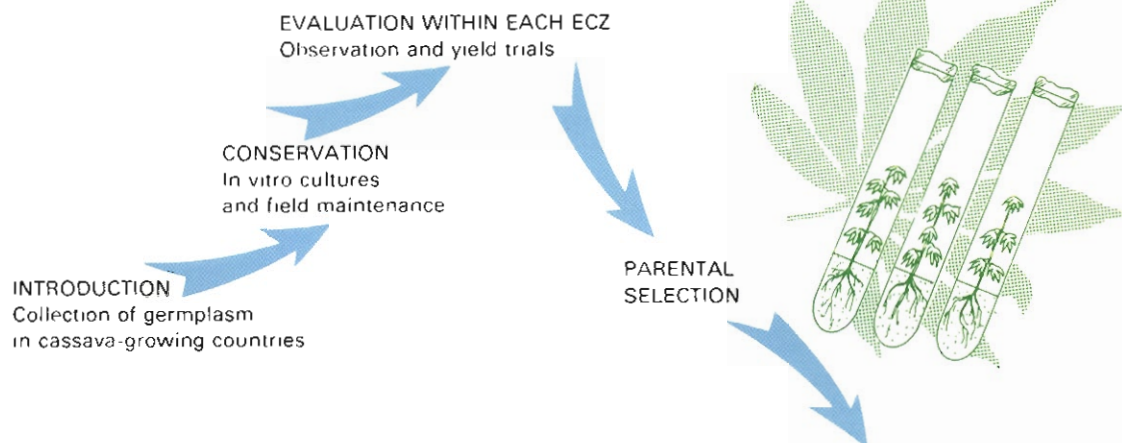 EVALUATION WITHIN EACH ECZ
Observation and yield trials
CONSERVATION
In vitro cultures
and field maintenance
INTRODUCTION
Collection of germplasm
in cassava-growing countries
PARENTAL
SELECTION